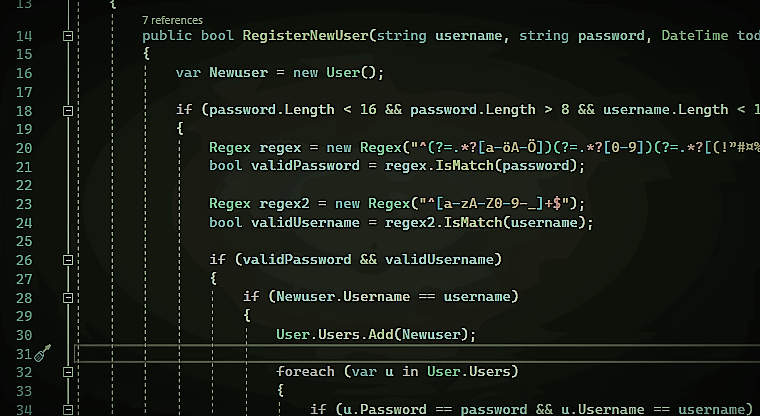 13 {
7 references
14 public bool RegisterNewUser(string username, string password, DateTime tod
15 {
16 var Newuser = new User();
17
18 if (password.Length < 16 && password.Length > 8 && username.Length < 1
19 {
20 Regex regex = new Regex("^(?=.*?[a-öA-Ö])(?=.*?[0-9])(?=.*?[(!”#¤%
21 bool validPassword = regex.IsMatch(password);
22
23 Regex regex2 = new Regex("^[a-zA-Z0-9-_]+$");
24 bool validUsername = regex2.IsMatch(username);
25
26 if (validPassword && validUsername)
27 {
28 if (Newuser.Username == username)
29 {
30 User.Users.Add(Newuser);
31
32 foreach (var u in User.Users)
33 {
34 if (u.Password == password && u.Username == username)